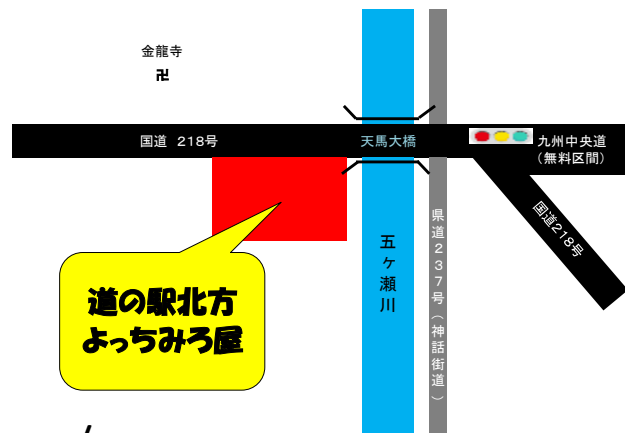 金龍寺
卍
国道 218号
天馬大橋
九州中央道
（無料区間）
国道218号
五ヶ瀬川
県道237号（神話街道）
道の駅北方
よっちみろ屋